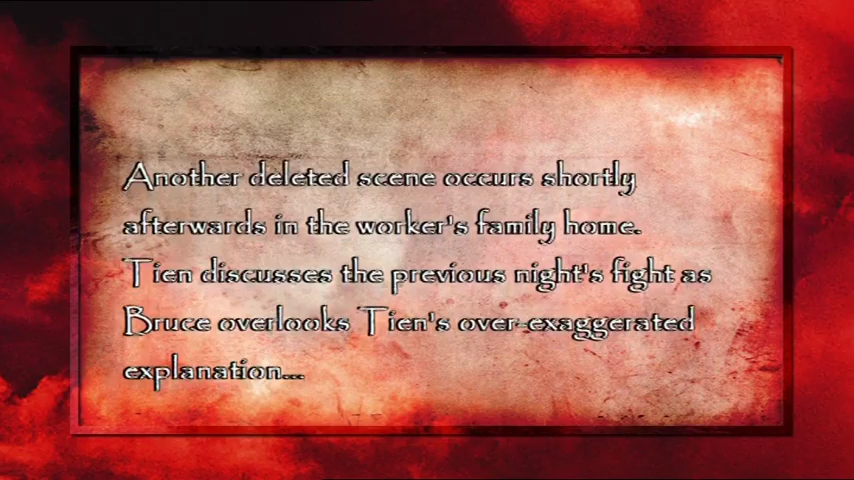 Another deleted scene occurs shortly
afterwards in the worker's family home.
Tien discusses the previous night's fight as
Bruce overlooks Tien's over-exaggerated
explanation...